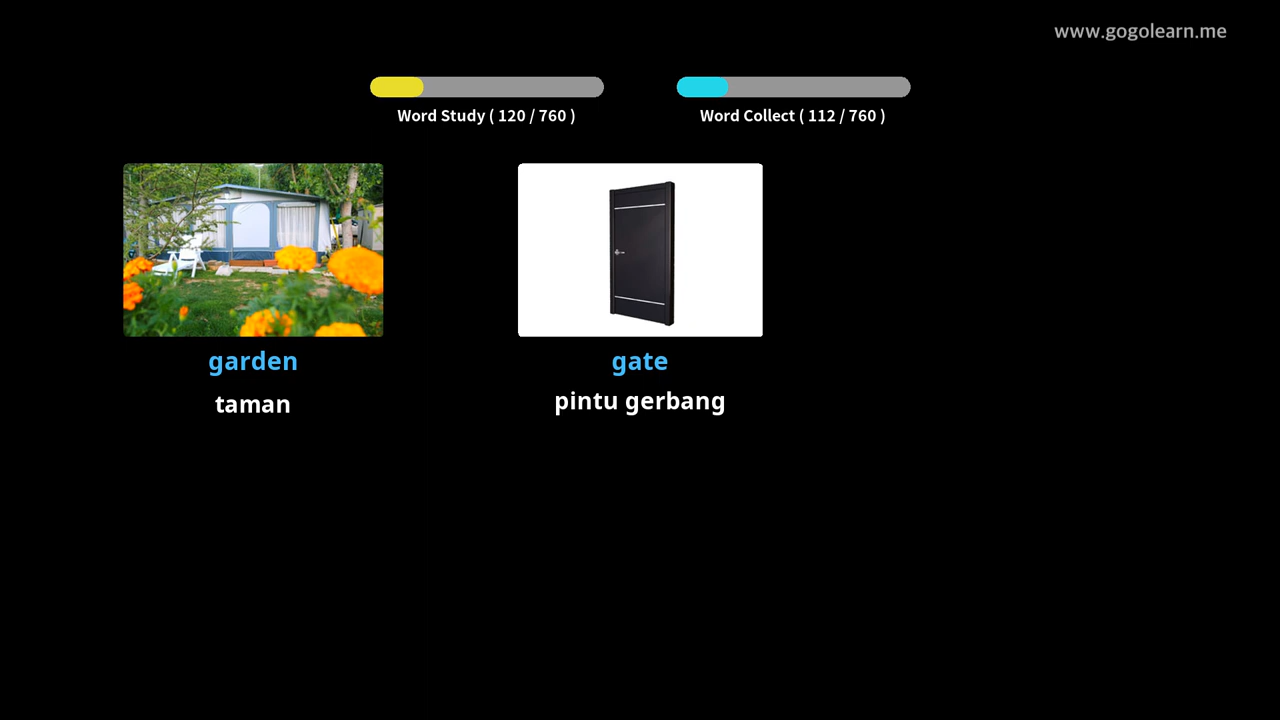 www.gogolearn.me
Word Study ( 120 / 760 )
Word Collect ( 112 / 760 )
garden
taman
gate
pintu gerbang